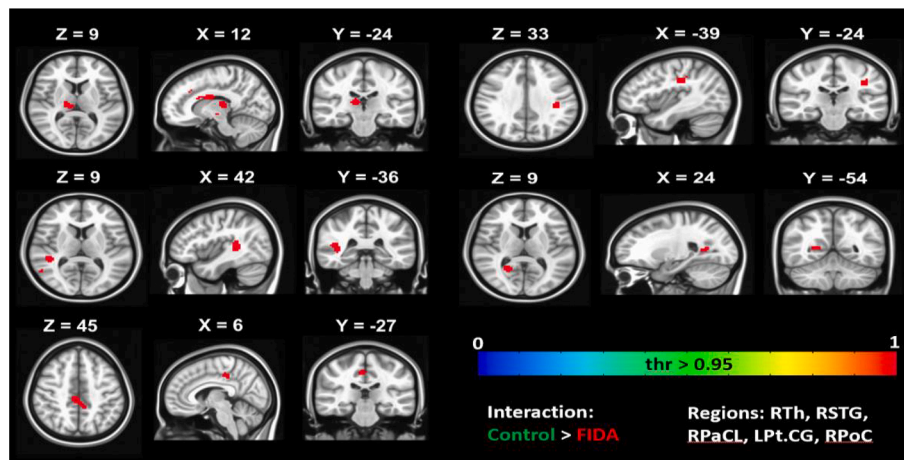 Z = 9 X = 12 Y = -24 Z = 33 X = -39 Y = -24
Z = 9 X = 42 Y = -36 Z = 9 X = 24 Y = -54
Z = 45 X = 6 Y = -27
0 1
thr > 0.95
Interaction:
Control > FIDA
Regions: RTh, RSTG,
RPaCL, LPt.CG, RPoC